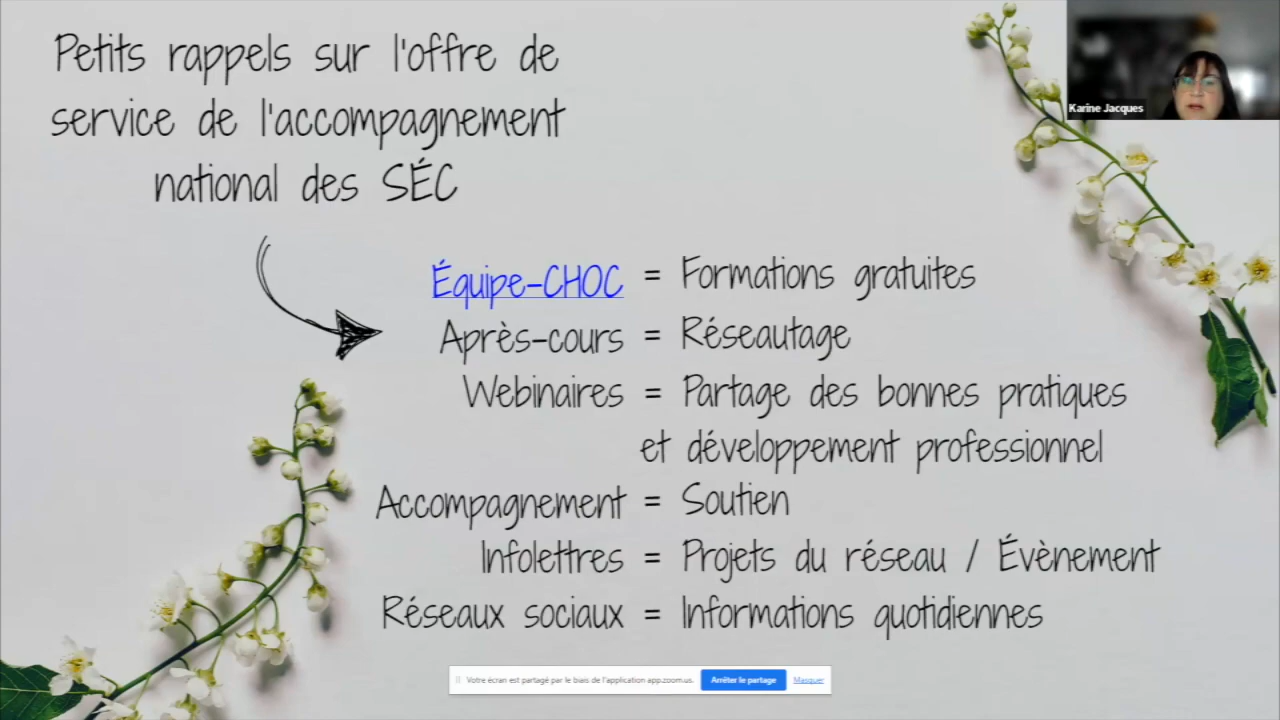 Petits rappels sur l'offre de
service de l'accompagnement
national des SÉC
Karine Jacques
Équipe-CHOC = Formations gratuites
Après-cours = Réseautage
Webinaires = Partage des bonnes pratiques
et développement professionnel
Accompagnement = Soutien
Infolettres = Projets du réseau / Évènement
Réseaux sociaux = Informations quotidiennes
Votre écran est partagé par le biais de l'application app.zoom.us. Arrêter le partage Masquer